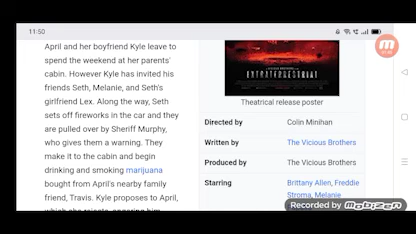 11:50
April and her boyfriend Kyle leave to
spend the weekend at her parents'
cabin. However Kyle has invited his
friends Seth, Melanie, and Seth's
girlfriend Lex. Along the way, Seth
sets off fireworks in the car and they
are pulled over by Sheriff Murphy,
who gives them a warning. They
make it to the cabin and begin
drinking and smoking marijuana
bought from April's nearby family
friend, Travis. Kyle proposes to April,
EXTRATERRESTRIAL
Theatrical release poster
Directed by Colin Minihan
Written by The Vicious Brothers
Produced by The Vicious Brothers
Starring Brittany Allen, Freddie
Stroma, Melanie
Recorded by Mobizen